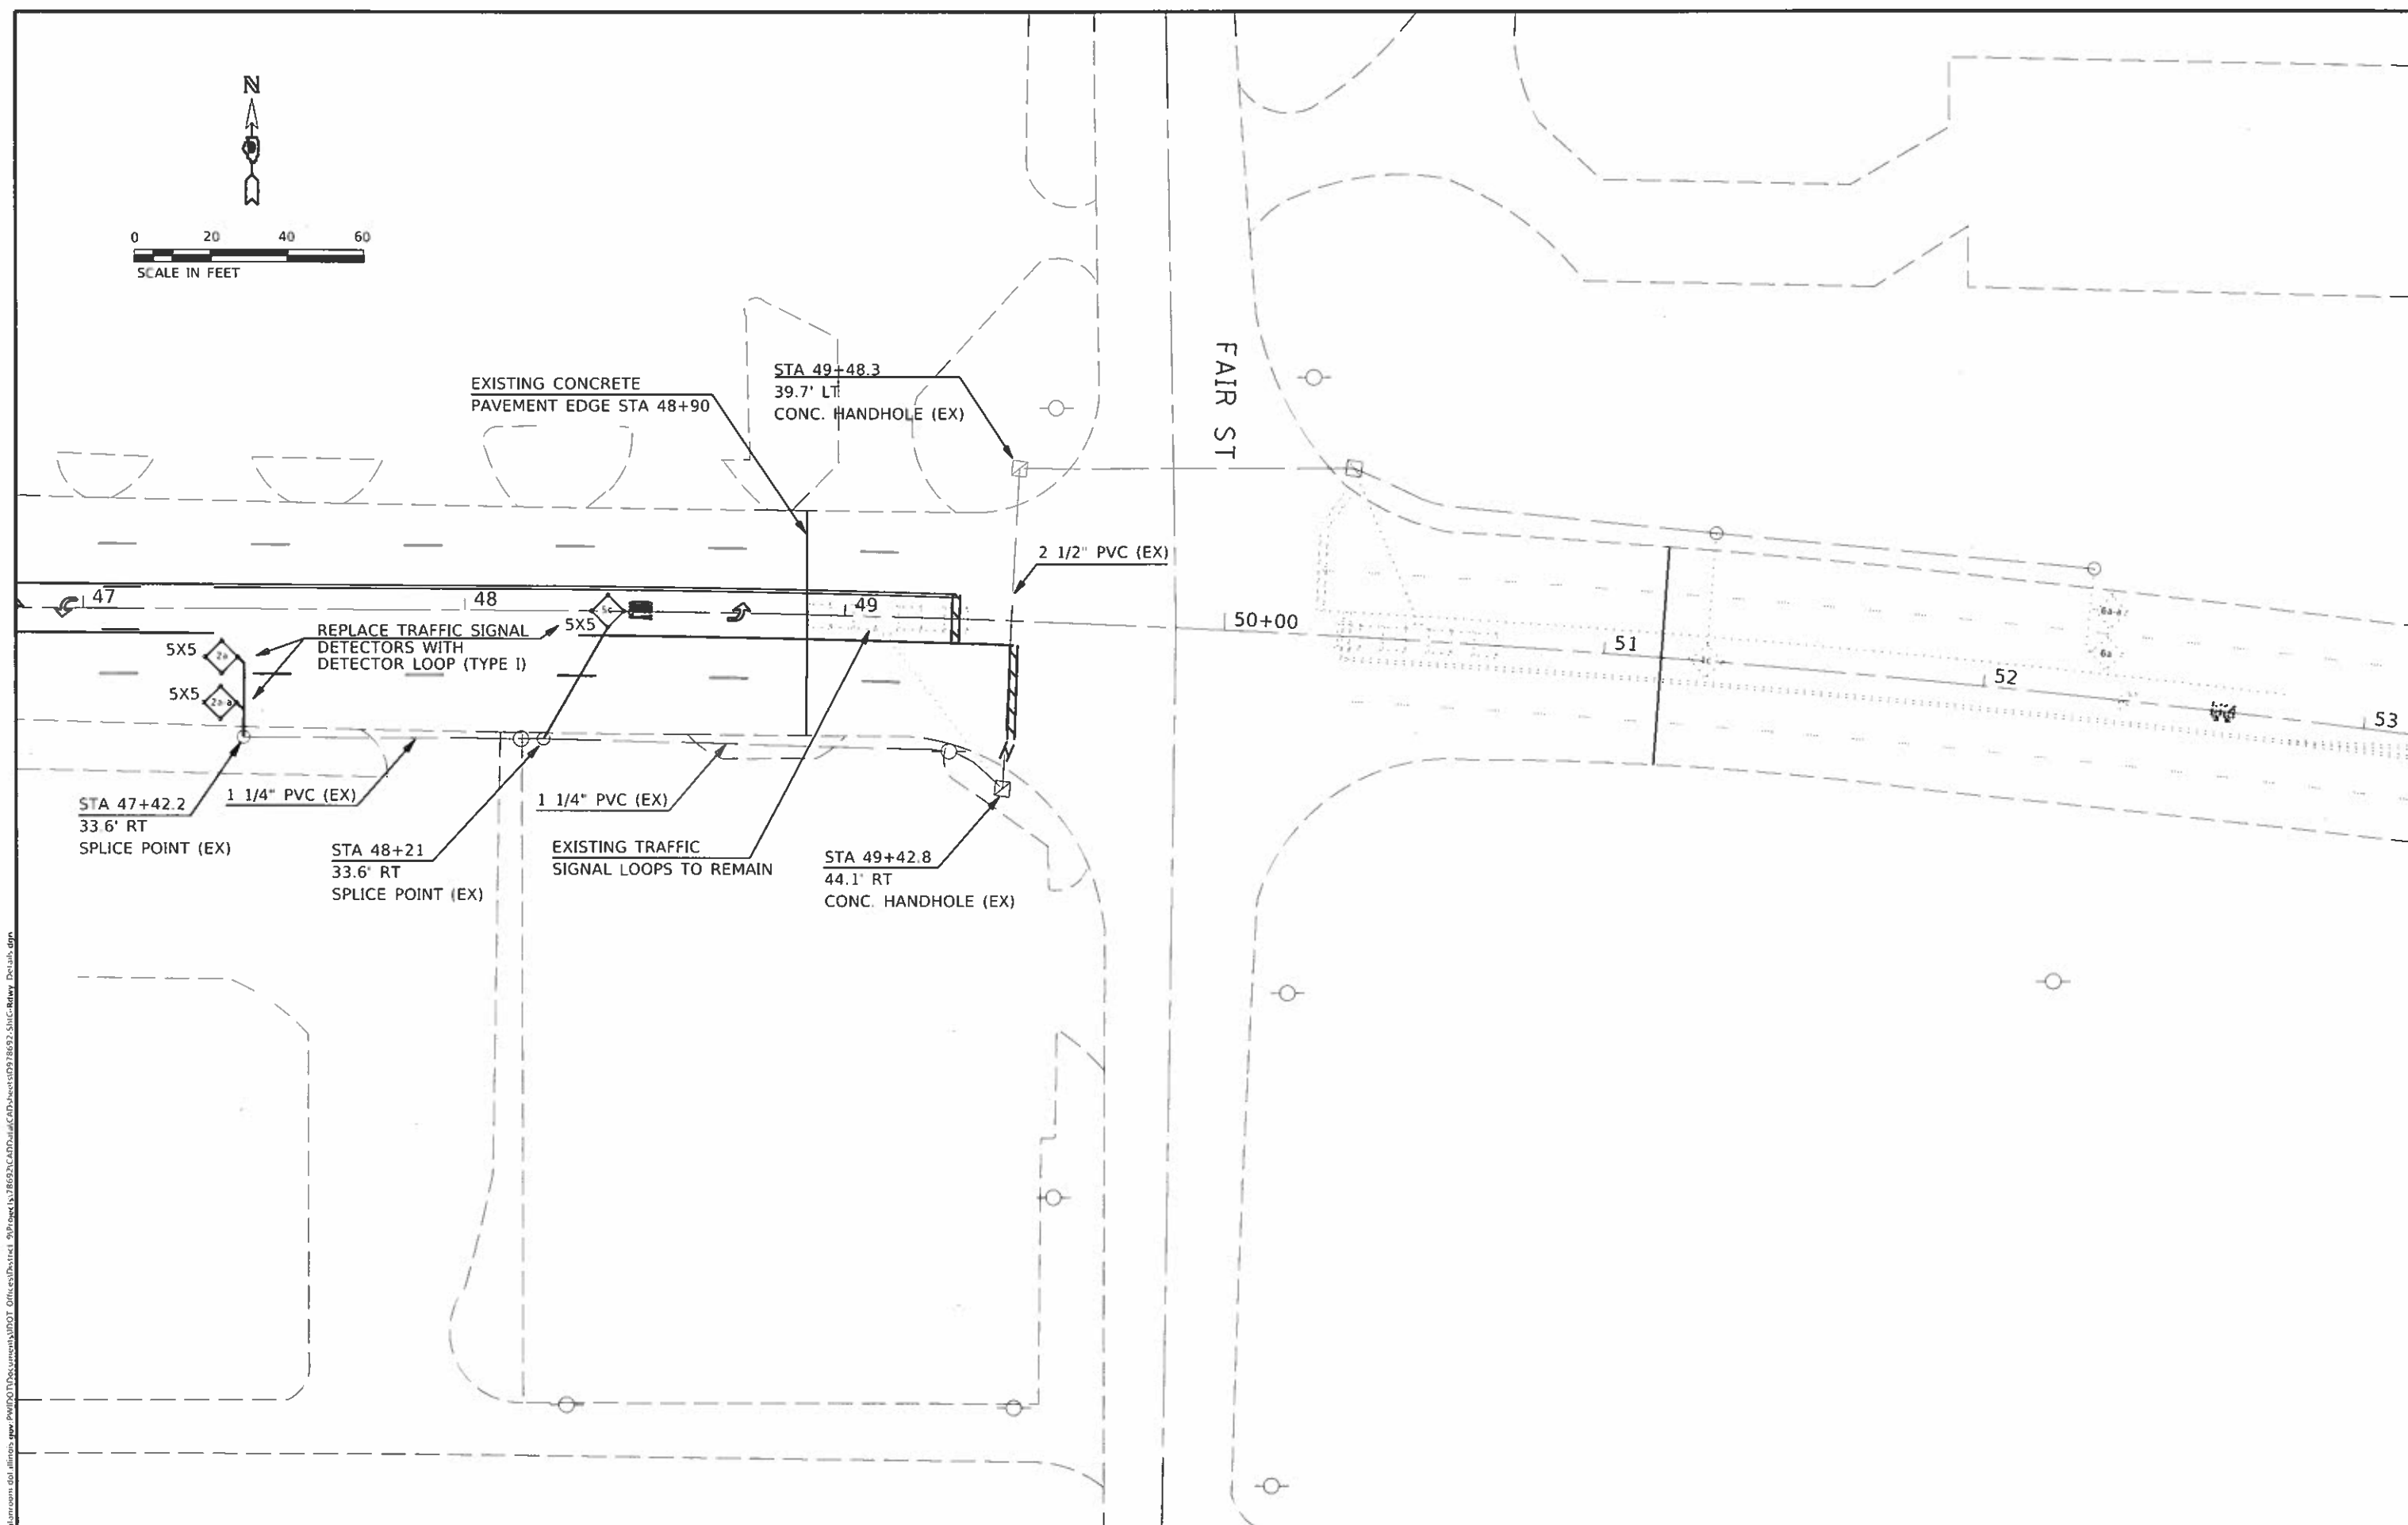 N
0 20 40 60
SCALE IN FEET
EXISTING CONCRETE
PAVEMENT EDGE STA 48+90
STA 49+48.3
39.7' LT
CONC. HANDHOLE (EX)
FAIR ST
2 1/2" PVC (EX)
47
48
49
50+00
51
52
53
5c
5X5
REPLACE TRAFFIC SIGNAL
DETECTORS WITH
DETECTOR LOOP (TYPE I)
5X5
2a
5X5
2a-a
6a-a
6a
STA 47+42.2
33.6' RT
SPLICE POINT (EX)
1 1/4" PVC (EX)
STA 48+21
33.6' RT
SPLICE POINT (EX)
1 1/4" PVC (EX)
EXISTING TRAFFIC
SIGNAL LOOPS TO REMAIN
STA 49+42.8
44.1' RT
CONC. HANDHOLE (EX)